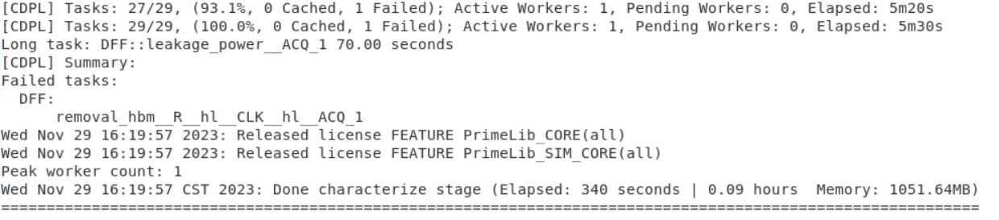 [CDPL] Tasks: 27/29, (93.1%, 0 Cached, 1 Failed); Active Workers: 1, Pending Workers: 0, Elapsed: 5m20s
[CDPL] Tasks: 29/29, (100.0%, 0 Cached, 1 Failed); Active Workers: 1, Pending Workers: 0, Elapsed: 5m30s
Long task: DFF::leakage_power__ACQ_1 70.00 seconds
[CDPL] Summary:
Failed tasks:
  DFF:
      removal_hbm__R__hl__CLK__hl__ACQ_1
Wed Nov 29 16:19:57 2023: Released license FEATURE PrimeLib_CORE(all)
Wed Nov 29 16:19:57 2023: Released license FEATURE PrimeLib_SIM_CORE(all)
Peak worker count: 1
Wed Nov 29 16:19:57 CST 2023: Done characterize stage (Elapsed: 340 seconds | 0.09 hours  Memory: 1051.64MB)
============================================================================================================